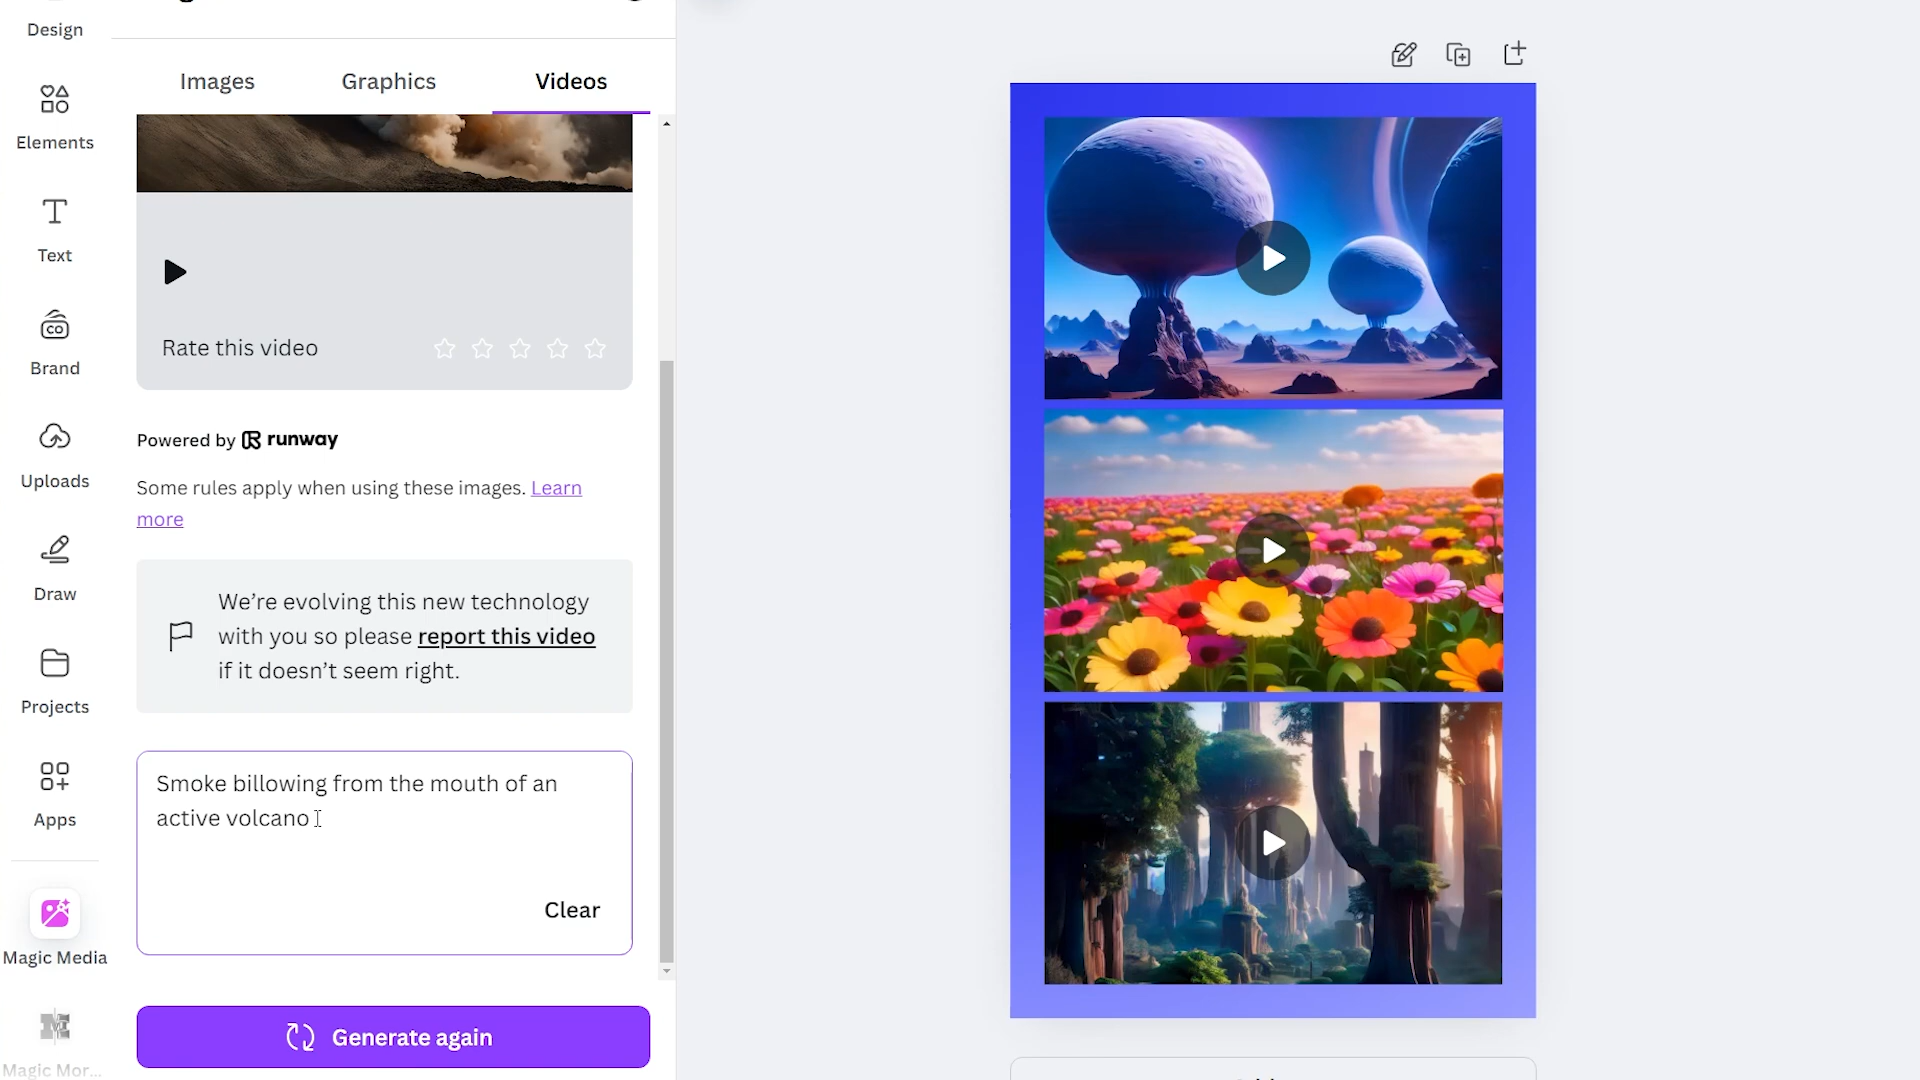 Design
Elements
Text
Brand
Uploads
Draw
Projects
Apps
Magic Media
Magic Mor...
Images
Graphics
Videos
Rate this video
Powered by runway
Some rules apply when using these images. Learn
more
We’re evolving this new technology
with you so please report this video
if it doesn’t seem right.
Smoke billowing from the mouth of an
active volcano
Clear
Generate again